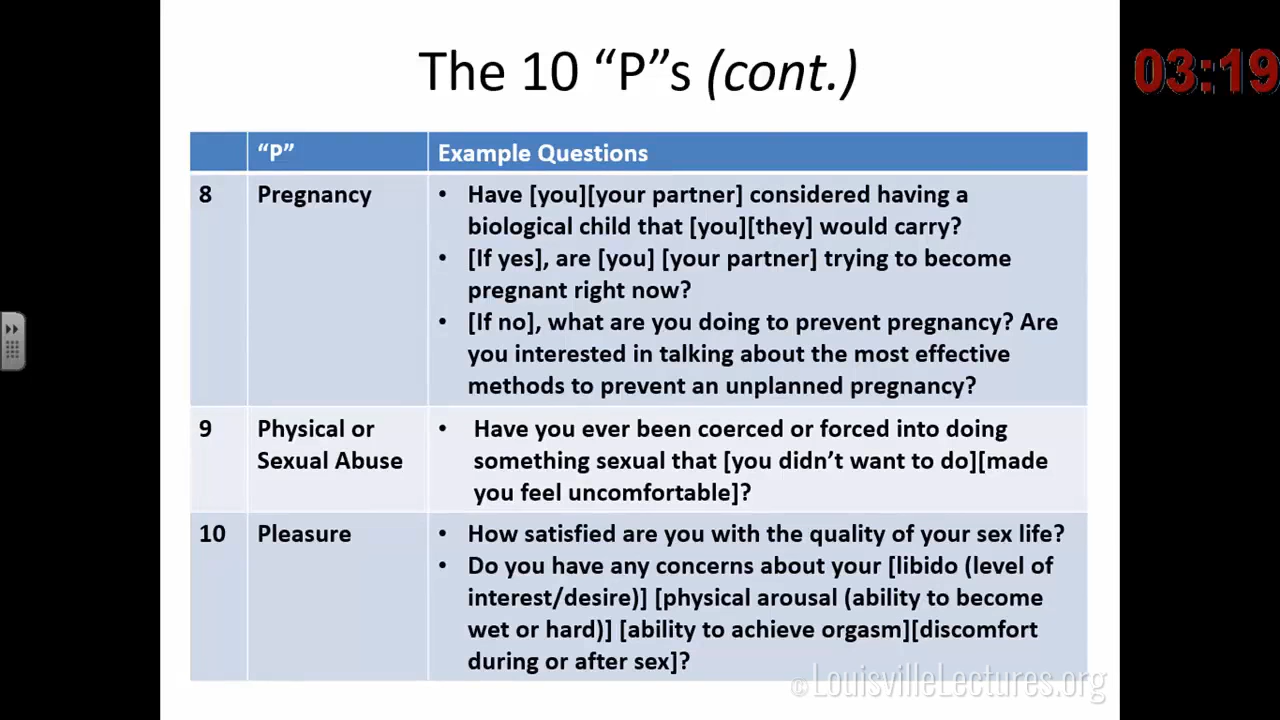 The 10 “P”s (cont.)
03:19
“P”
Example Questions
8
Pregnancy
• Have [you][your partner] considered having a
biological child that [you][they] would carry?
• [If yes], are [you] [your partner] trying to become
pregnant right now?
• [If no], what are you doing to prevent pregnancy? Are
you interested in talking about the most effective
methods to prevent an unplanned pregnancy?
9
Physical or
Sexual Abuse
• Have you ever been coerced or forced into doing
something sexual that [you didn’t want to do][made
you feel uncomfortable]?
10
Pleasure
• How satisfied are you with the quality of your sex life?
• Do you have any concerns about your [libido (level of
interest/desire)] [physical arousal (ability to become
wet or hard)] [ability to achieve orgasm][discomfort
during or after sex]?
©LouisvilleLectures.org